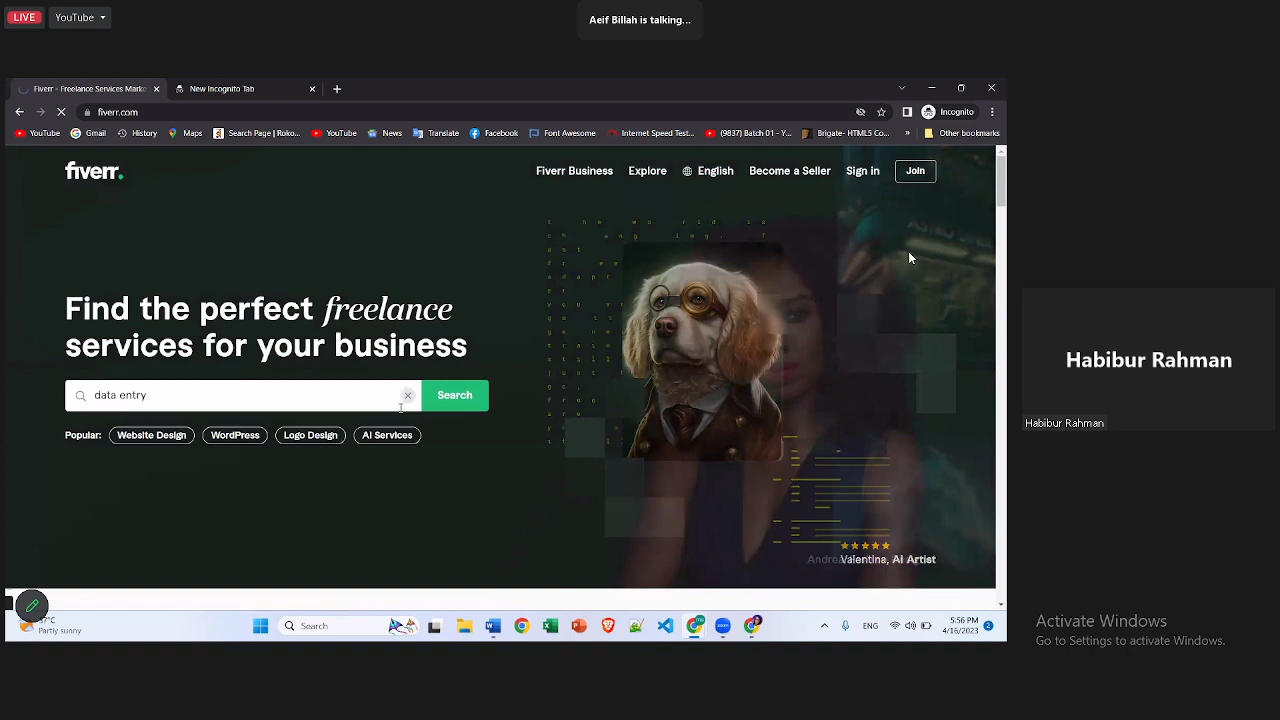 LIVE YouTube
Aeif Billah is talking...
Fiverr - Freelance Services Mark
New Incognito Tab
fiverr.com
Incognito
YouTube Gmail History Maps Search Page | Roko... YouTube News Translate Facebook Font Awesome Internet Speed Test... (9837) Batch 01 - Y... Brigate- HTML5 Co... » Other bookmarks
fiverr.
Fiverr Business Explore English Become a Seller Sign in Join
Find the perfect freelance
services for your business
data entry
Search
Popular: Website Design WordPress Logo Design AI Services
Valentina, AI Artist
Habibur Rahman
Habibur Rahman
Partly sunny
Search
ENG
5:56 PM
4/16/2023
2
Activate Windows
Go to Settings to activate Windows.